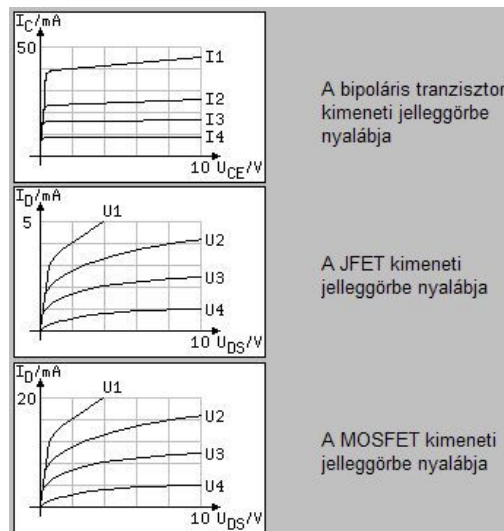 I_C/mA
50
I1
I2
I3
I4
10 U_CE/V
A bipoláris tranzisztor
kimeneti jelleggörbe
nyalábja
I_D/mA
U1
5
U2
U3
U4
10 U_DS/V
A JFET kimeneti
jelleggörbe nyalábja
I_D/mA
U1
20
U2
U3
U4
10 U_DS/V
A MOSFET kimeneti
jelleggörbe nyalábja